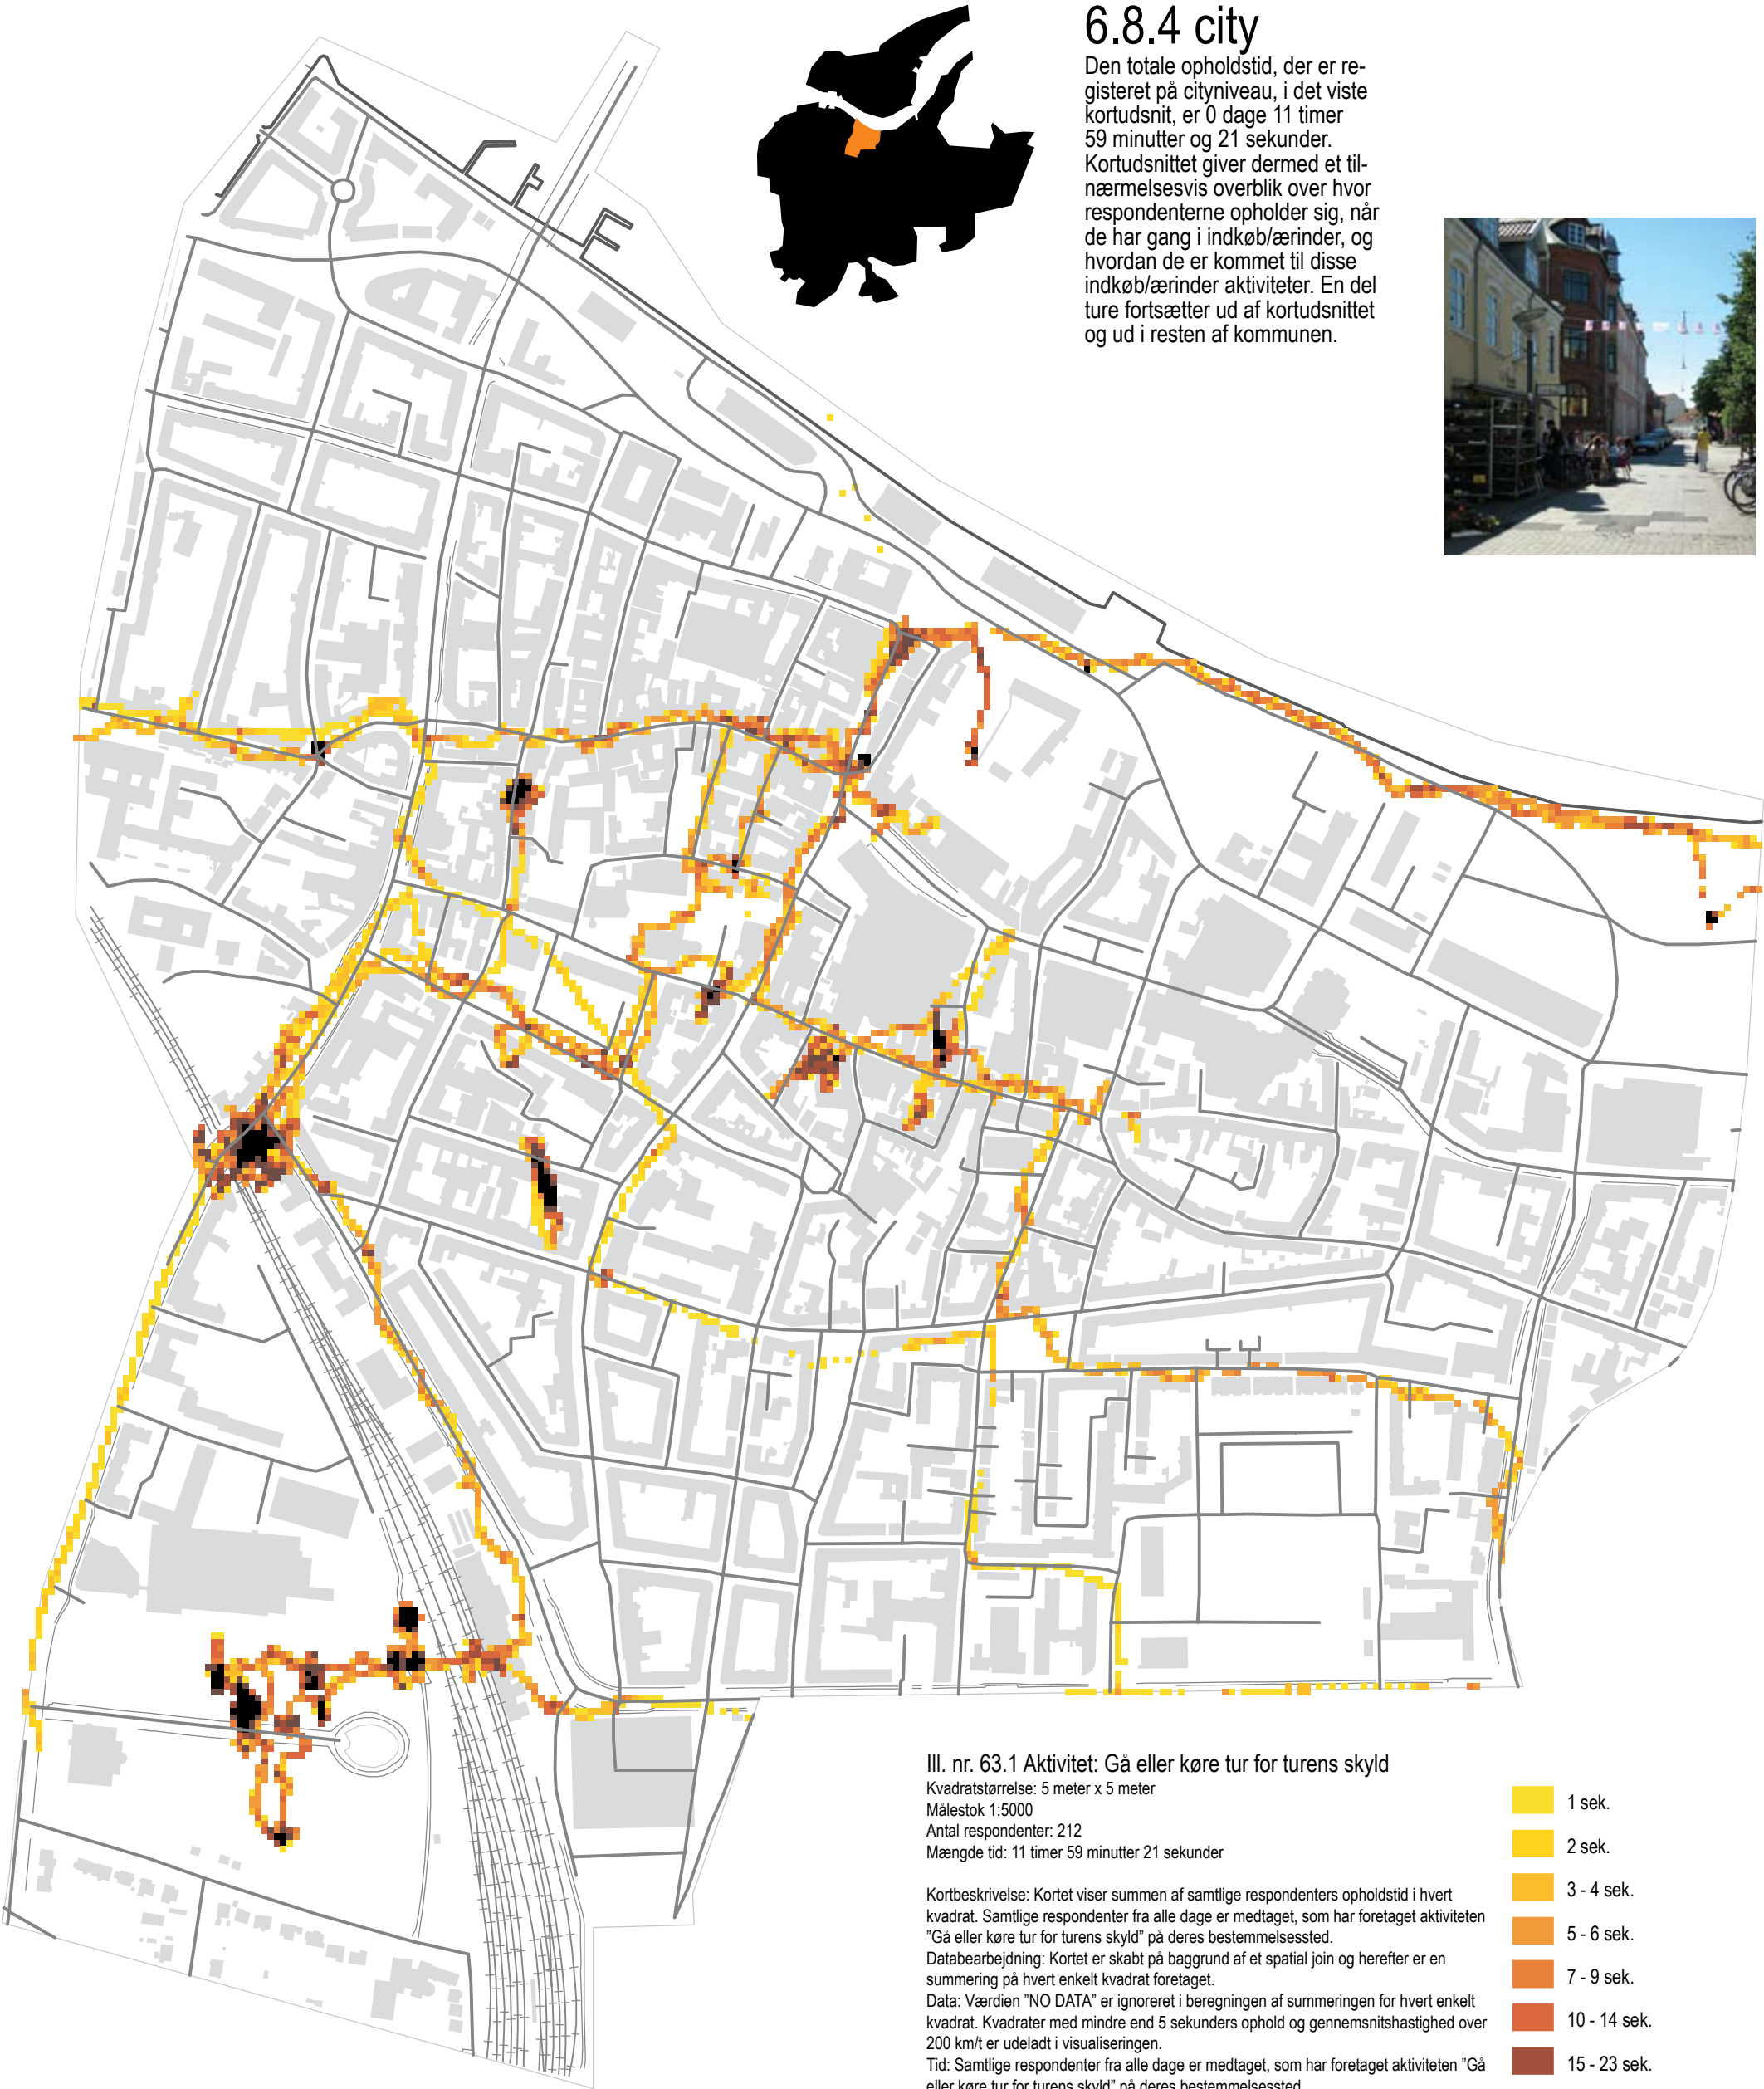 6.8.4 city
Den totale opholdstid, der er re-
gisteret på cityniveau, i det viste
kortudsnit, er 0 dage 11 timer
59 minutter og 21 sekunder.
Kortudsnittet giver dermed et til-
nærmelsesvis overblik over hvor
respondenterne opholder sig, når
de har gang i indkøb/ærinder, og
hvordan de er kommet til disse
indkøb/ærinder aktiviteter. En del
ture fortsætter ud af kortudsnittet
og ud i resten af kommunen.
Ill. nr. 63.1 Aktivitet: Gå eller køre tur for turens skyld
Kvadratstørrelse: 5 meter x 5 meter
Målestok 1:5000
Antal respondenter: 212
Mængde tid: 11 timer 59 minutter 21 sekunder
Kortbeskrivelse: Kortet viser summen af samtlige respondenters opholdstid i hvert
kvadrat. Samtlige respondenter fra alle dage er medtaget, som har foretaget aktiviteten
"Gå eller køre tur for turens skyld" på deres bestemmelsessted.
Databearbejdning: Kortet er skabt på baggrund af et spatial join og herefter er en
summering på hvert enkelt kvadrat foretaget.
Data: Værdien "NO DATA" er ignoreret i beregningen af summeringen for hvert enkelt
kvadrat. Kvadrater med mindre end 5 sekunders ophold og gennemsnitshastighed over
200 km/t er udeladt i visualiseringen.
Tid: Samtlige respondenter fra alle dage er medtaget, som har foretaget aktiviteten "Gå
eller køre tur for turens skyld" på deres bestemmelsessted
1 sek.
2 sek.
3 - 4 sek.
5 - 6 sek.
7 - 9 sek.
10 - 14 sek.
15 - 23 sek.